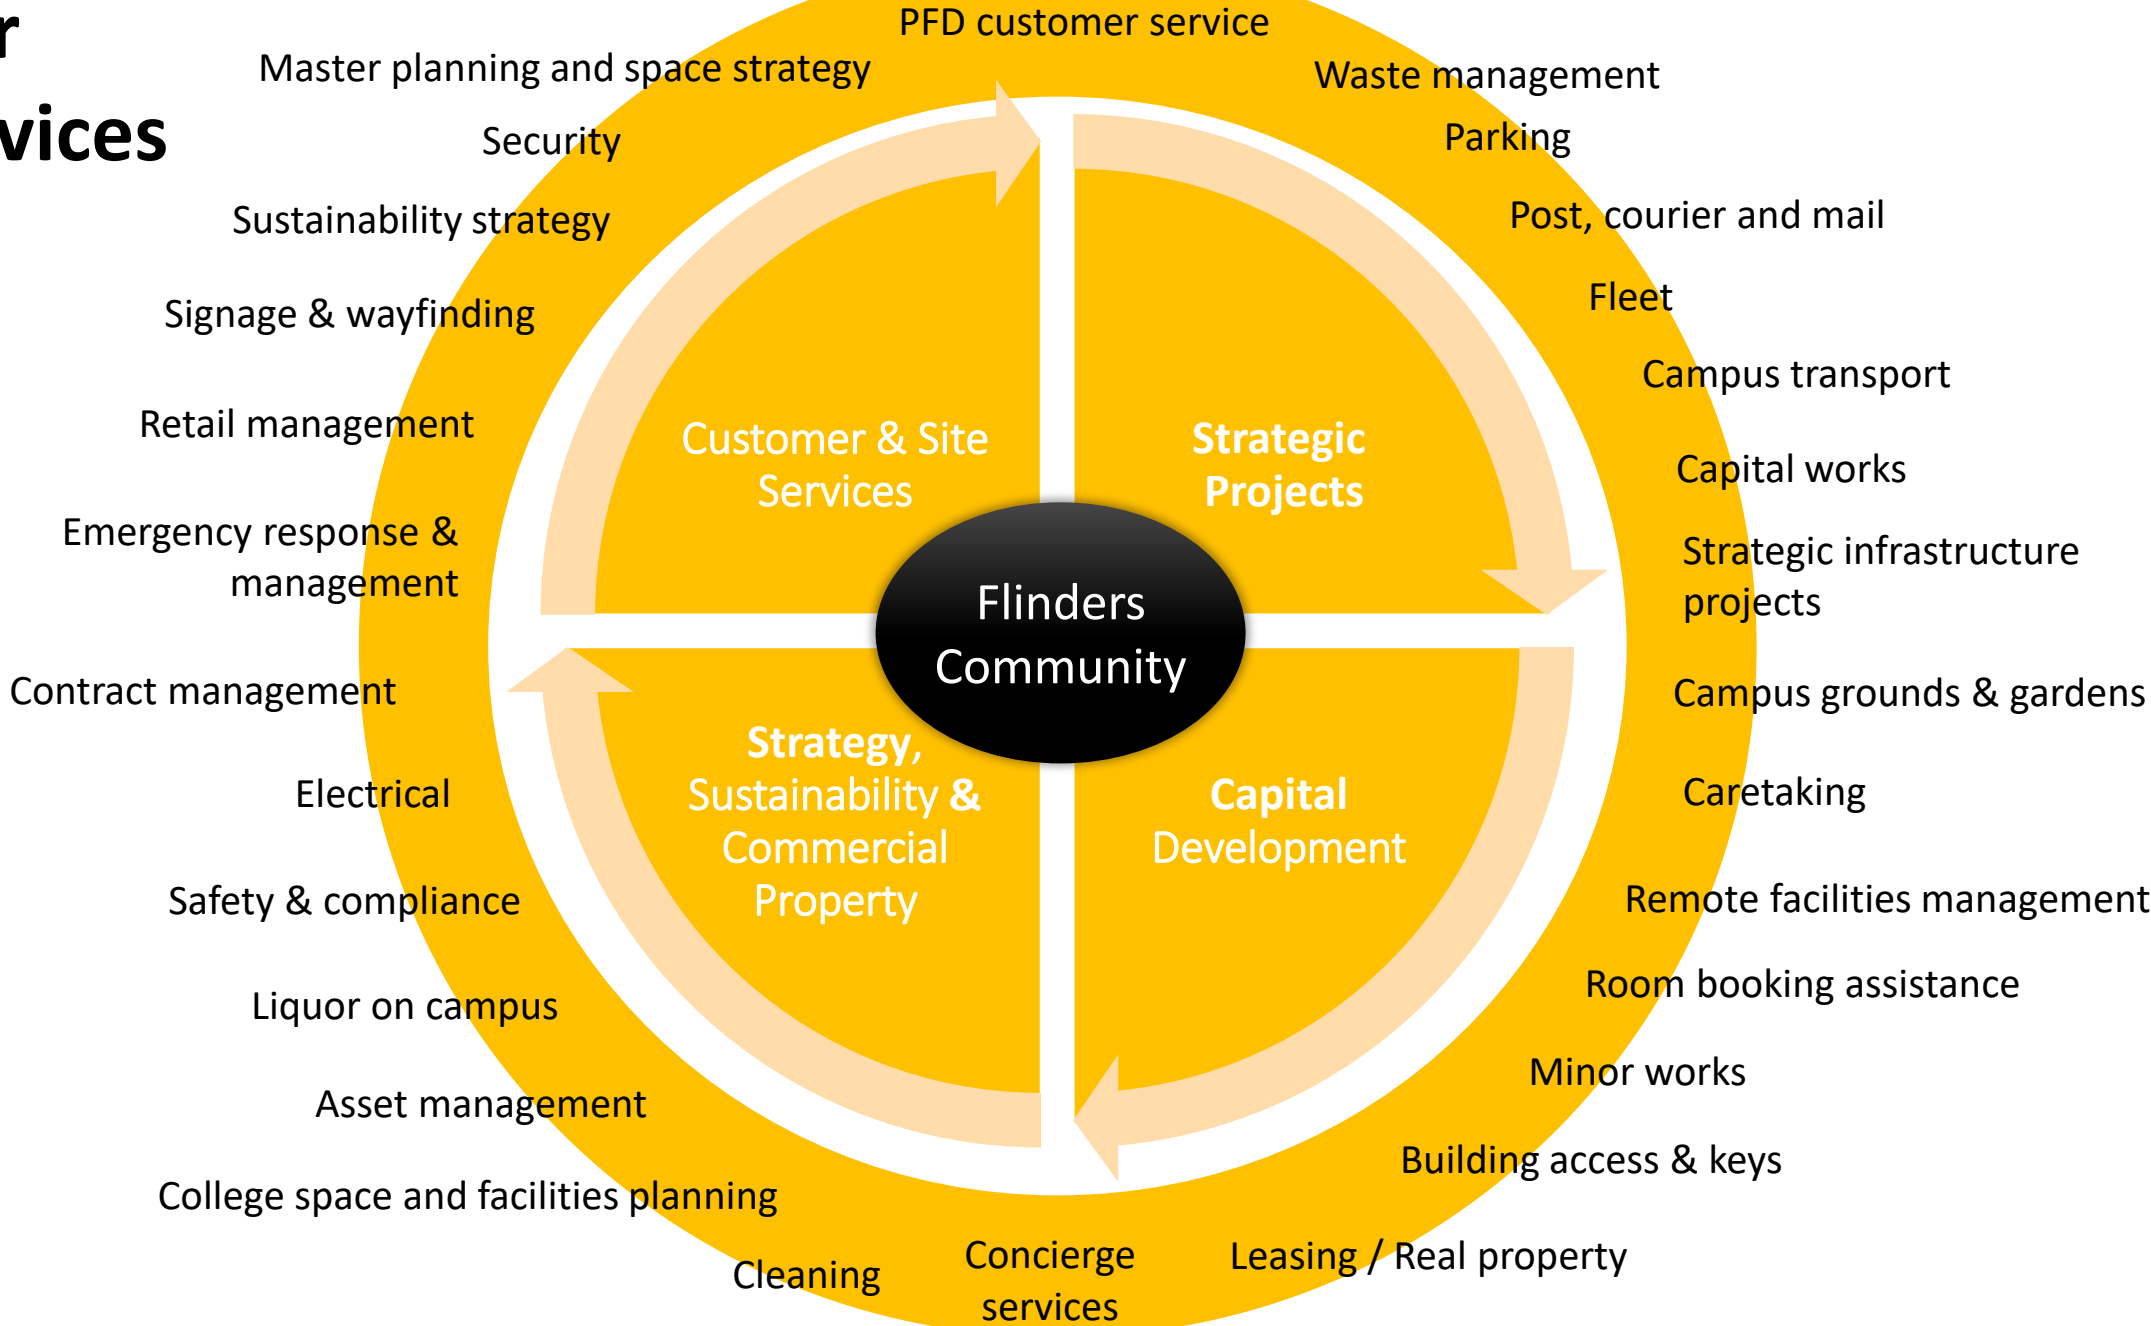 r
vices
PFD customer service
Master planning and space strategy
Waste management
Security
Parking
Sustainability strategy
Post, courier and mail
Signage & wayfinding
Fleet
Campus transport
Retail management
Capital works
Emergency response &
management
Strategic infrastructure
projects
Contract management
Campus grounds & gardens
Electrical
Caretaking
Safety & compliance
Remote facilities management
Liquor on campus
Room booking assistance
Minor works
Asset management
Building access & keys
College space and facilities planning
Cleaning
Concierge
services
Leasing / Real property
Customer & Site
Services
Strategic
Projects
Flinders
Community
Strategy,
Sustainability &
Commercial
Property
Capital
Development